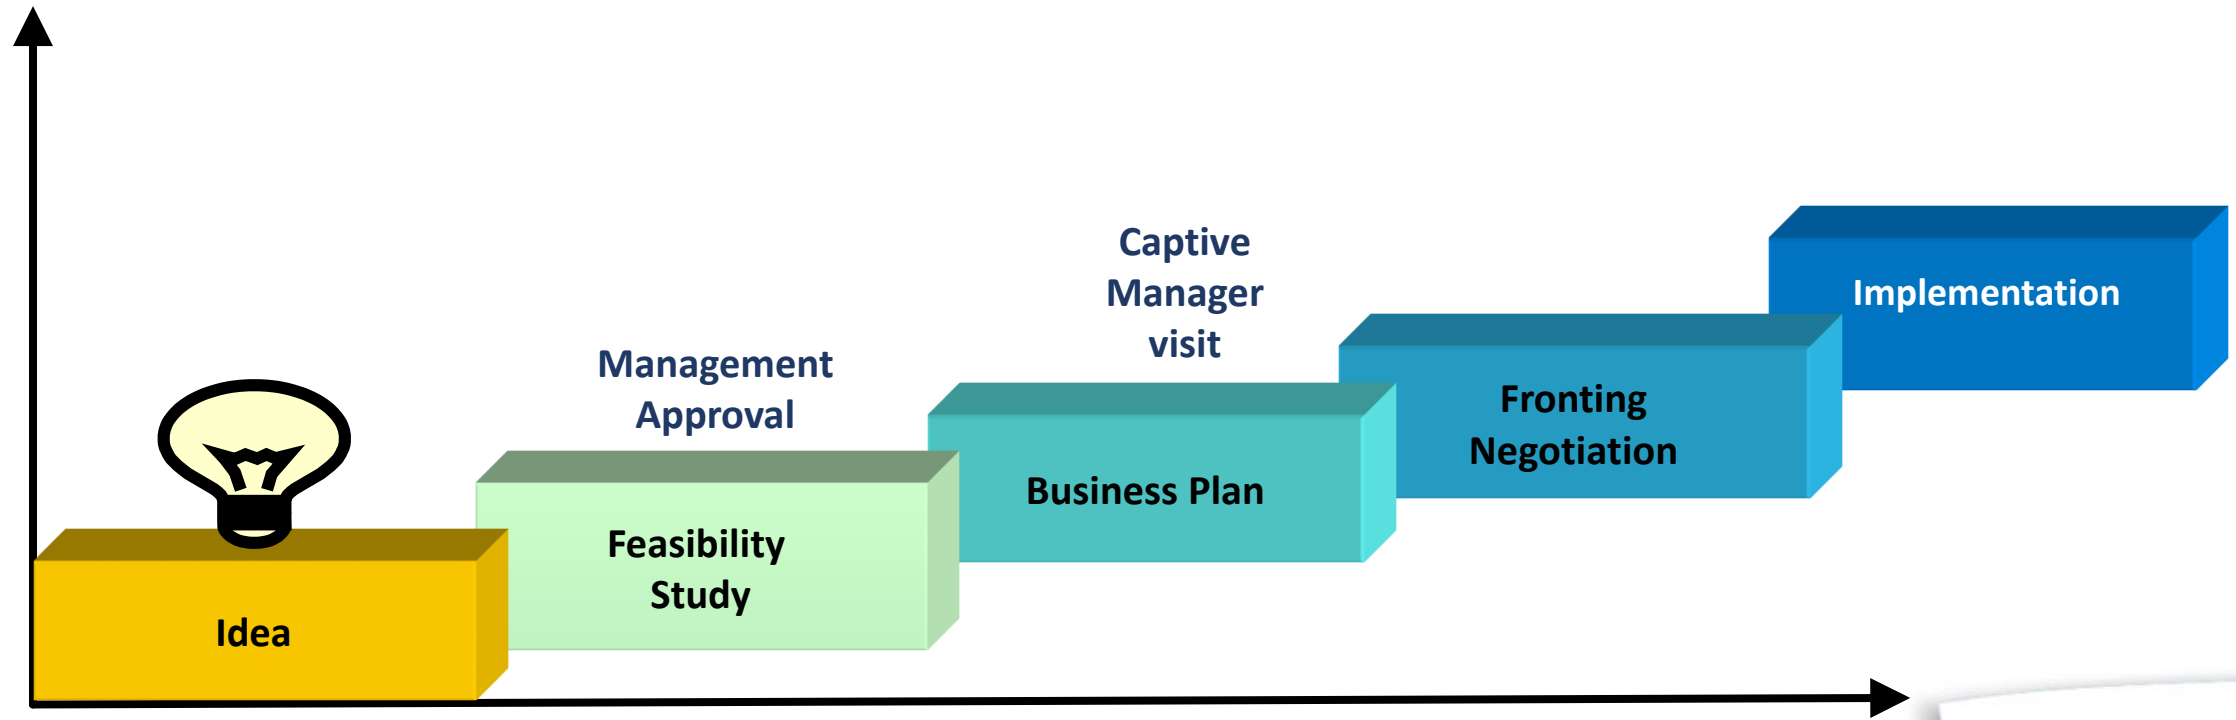 Idea
Management
Approval
Feasibility
Study
Captive
Manager
visit
Business Plan
Fronting
Negotiation
Implementation